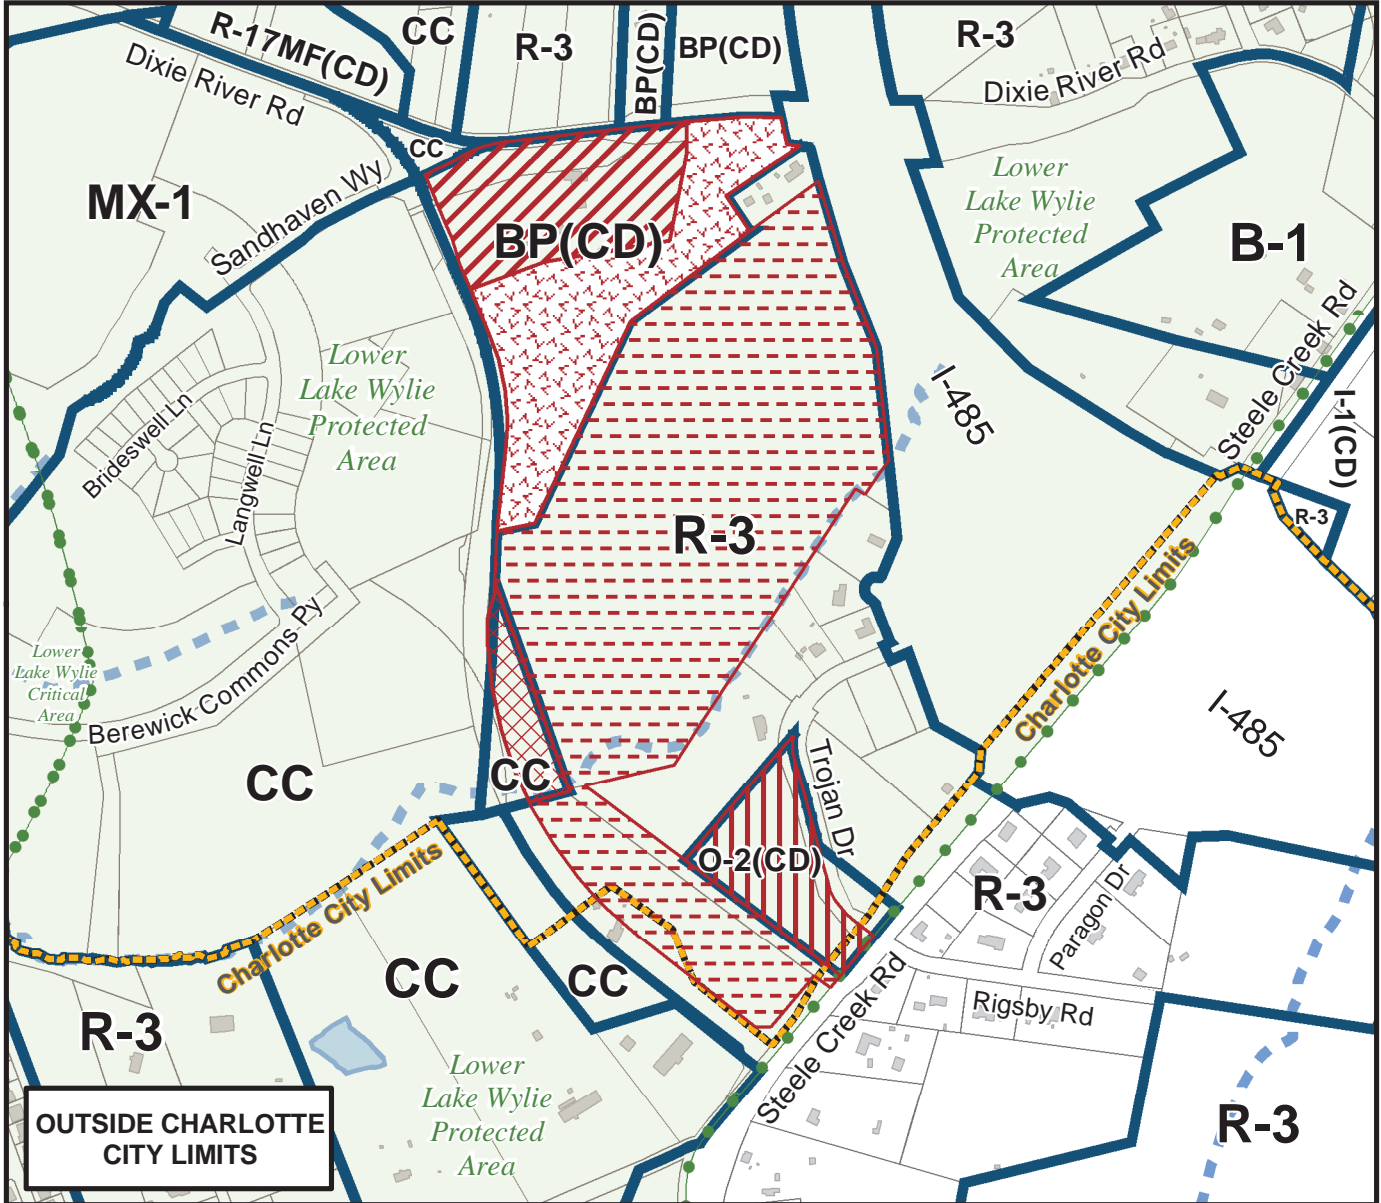 R-17MF(CD)
CC
R-3
BP(CD)
BP(CD)
R-3
Dixie River Rd
Dixie River Rd
CC
MX-1
Sandhaven Wy
BP(CD)
Lower
Lake Wylie
Protected
Area
B-1
Steele Creek Rd
Lower
Lake Wylie
Protected
Area
I-485
I-1(CD)
Brideswell Ln
Langwell Ln
R-3
R-3
Charlotte City Limits
Lower
Lake Wylie
Critical
Area
Berewick Commons Py
I-485
CC
CC
Trojan Dr
O-2(CD)
Charlotte City Limits
R-3
Paragon Dr
CC
CC
Steele Creek Rd
Rigsby Rd
R-3
Lower
Lake Wylie
Protected
Area
R-3
OUTSIDE CHARLOTTE
CITY LIMITS